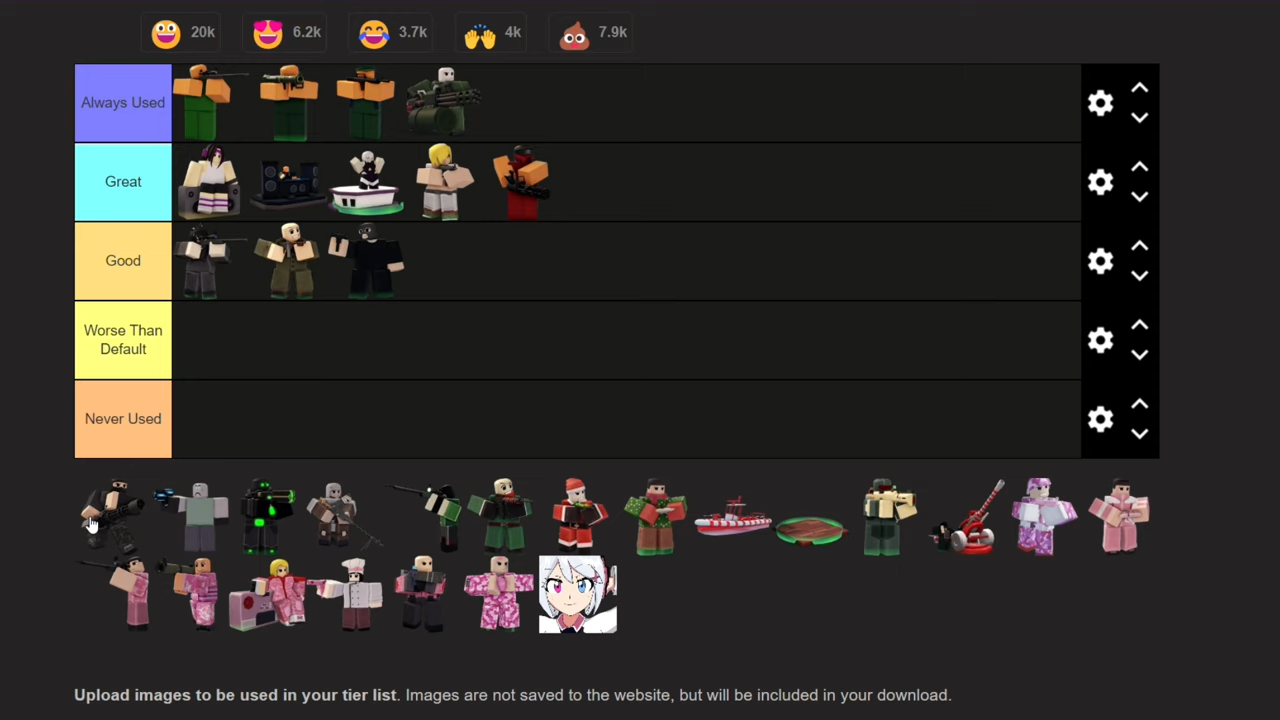 20k 6.2k 3.7k 4k 7.9k
Always Used
Great
Good
Worse Than
Default
Never Used
Upload images to be used in your tier list. Images are not saved to the website, but will be included in your download.